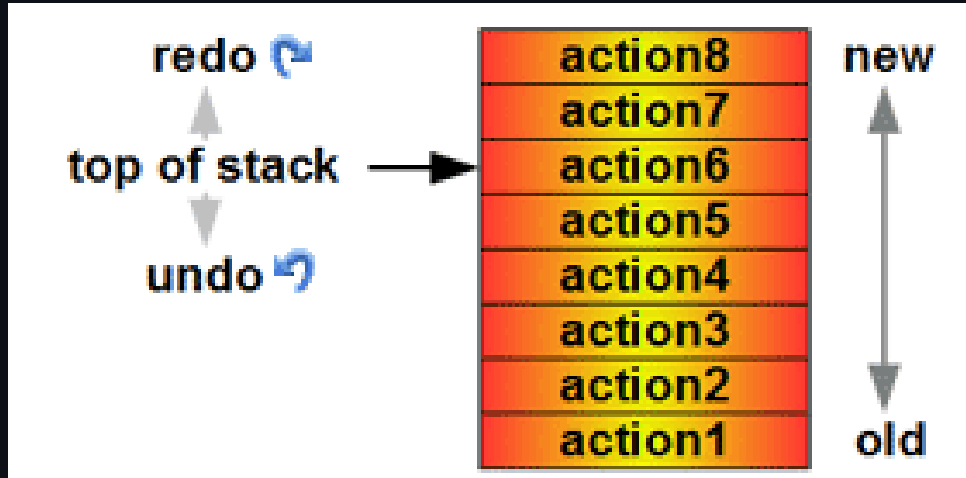 redo action8 new
action7
top of stack action6
action5
undo action4
action3
action2
action1 old